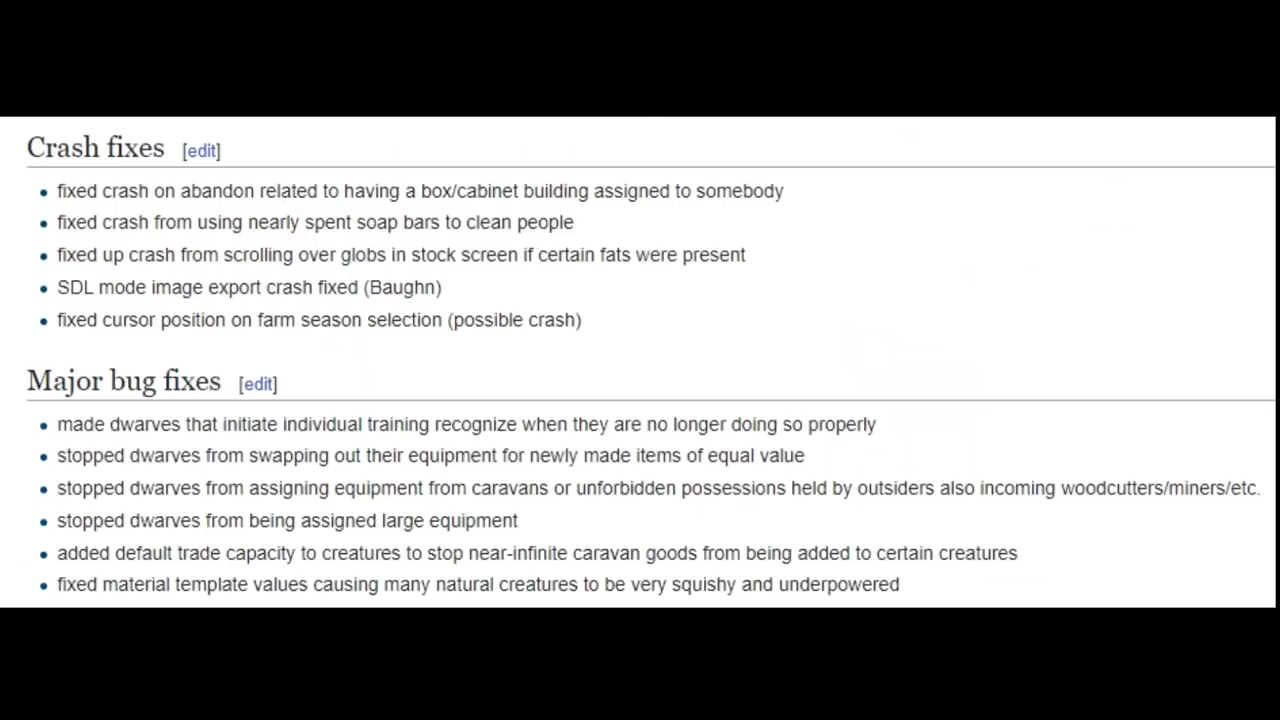 Crash fixes [edit]
fixed crash on abandon related to having a box/cabinet building assigned to somebody
fixed crash from using nearly spent soap bars to clean people
fixed up crash from scrolling over globs in stock screen if certain fats were present
SDL mode image export crash fixed (Baughn)
fixed cursor position on farm season selection (possible crash)
Major bug fixes [edit]
made dwarves that initiate individual training recognize when they are no longer doing so properly
stopped dwarves from swapping out their equipment for newly made items of equal value
stopped dwarves from assigning equipment from caravans or unforbidden possessions held by outsiders also incoming woodcutters/miners/etc.
stopped dwarves from being assigned large equipment
added default trade capacity to creatures to stop near-infinite caravan goods from being added to certain creatures
fixed material template values causing many natural creatures to be very squishy and underpowered